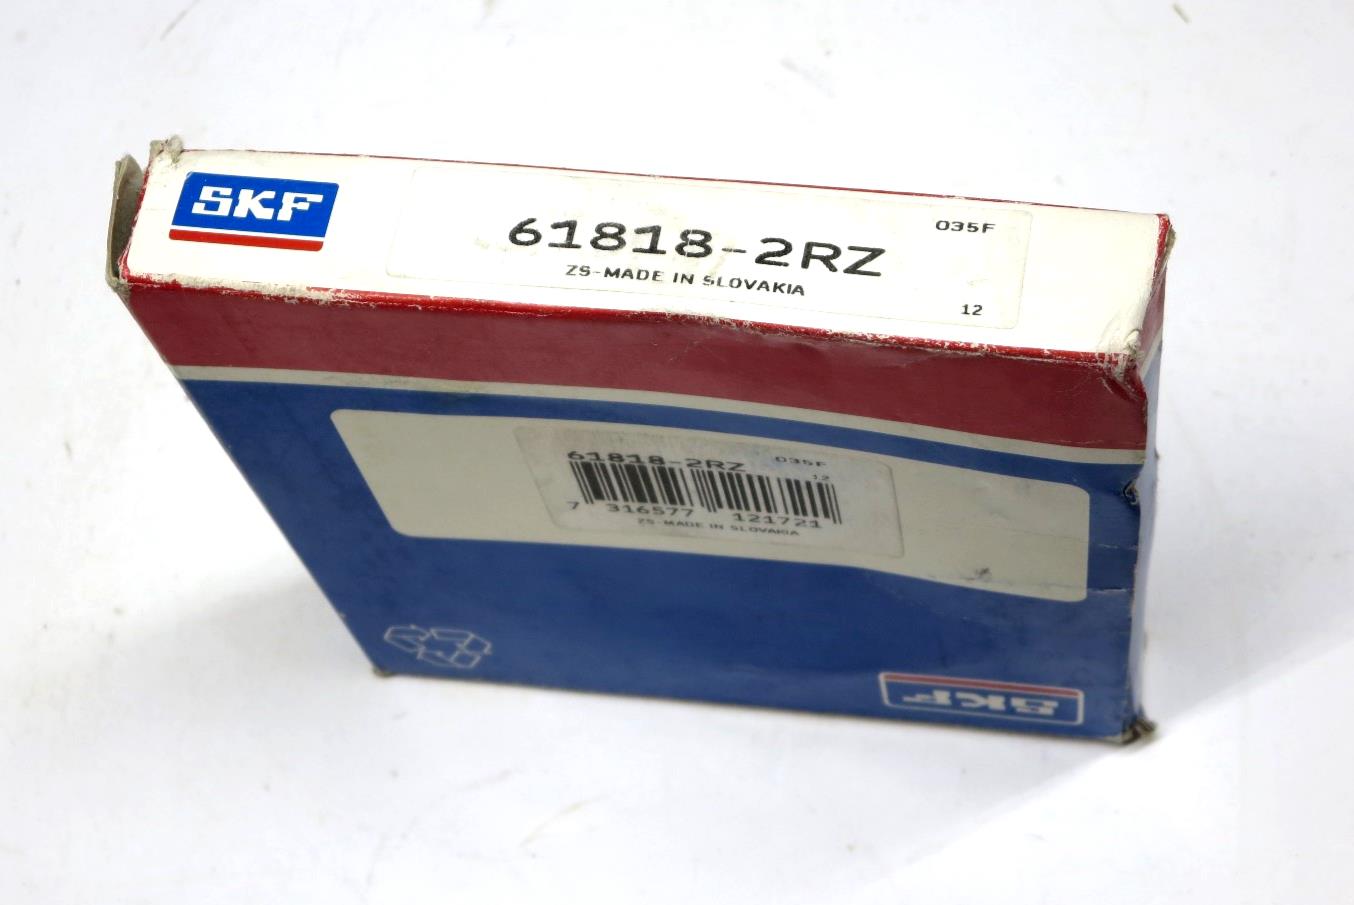 SKF
61818-2RZ
035F
ZS-MADE IN SLOVAKIA
12
61818-2RZ
035F
12
7 316577 121721
ZS-MADE IN SLOVAKIA
SKF